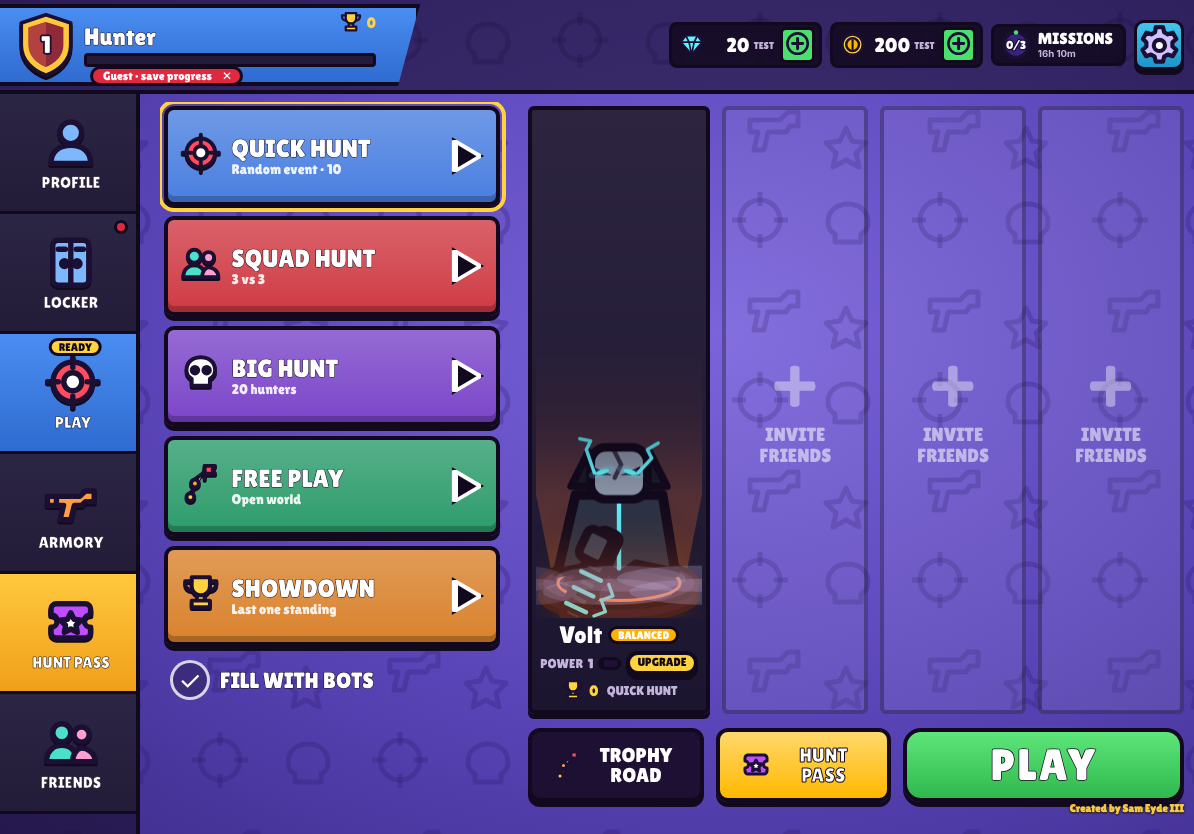 1
Hunter
0
Guest · save progress ×
20 TEST
200 TEST
0/3
MISSIONS
16h 10m
PROFILE
LOCKER
READY
PLAY
ARMORY
HUNT PASS
FRIENDS
QUICK HUNT
Random event · 10
SQUAD HUNT
3 vs 3
BIG HUNT
20 hunters
FREE PLAY
Open world
SHOWDOWN
Last one standing
FILL WITH BOTS
Volt BALANCED
POWER 1 UPGRADE
0 QUICK HUNT
INVITE
FRIENDS
INVITE
FRIENDS
INVITE
FRIENDS
TROPHY
ROAD
HUNT
PASS
PLAY
Created by Sam Eyde III